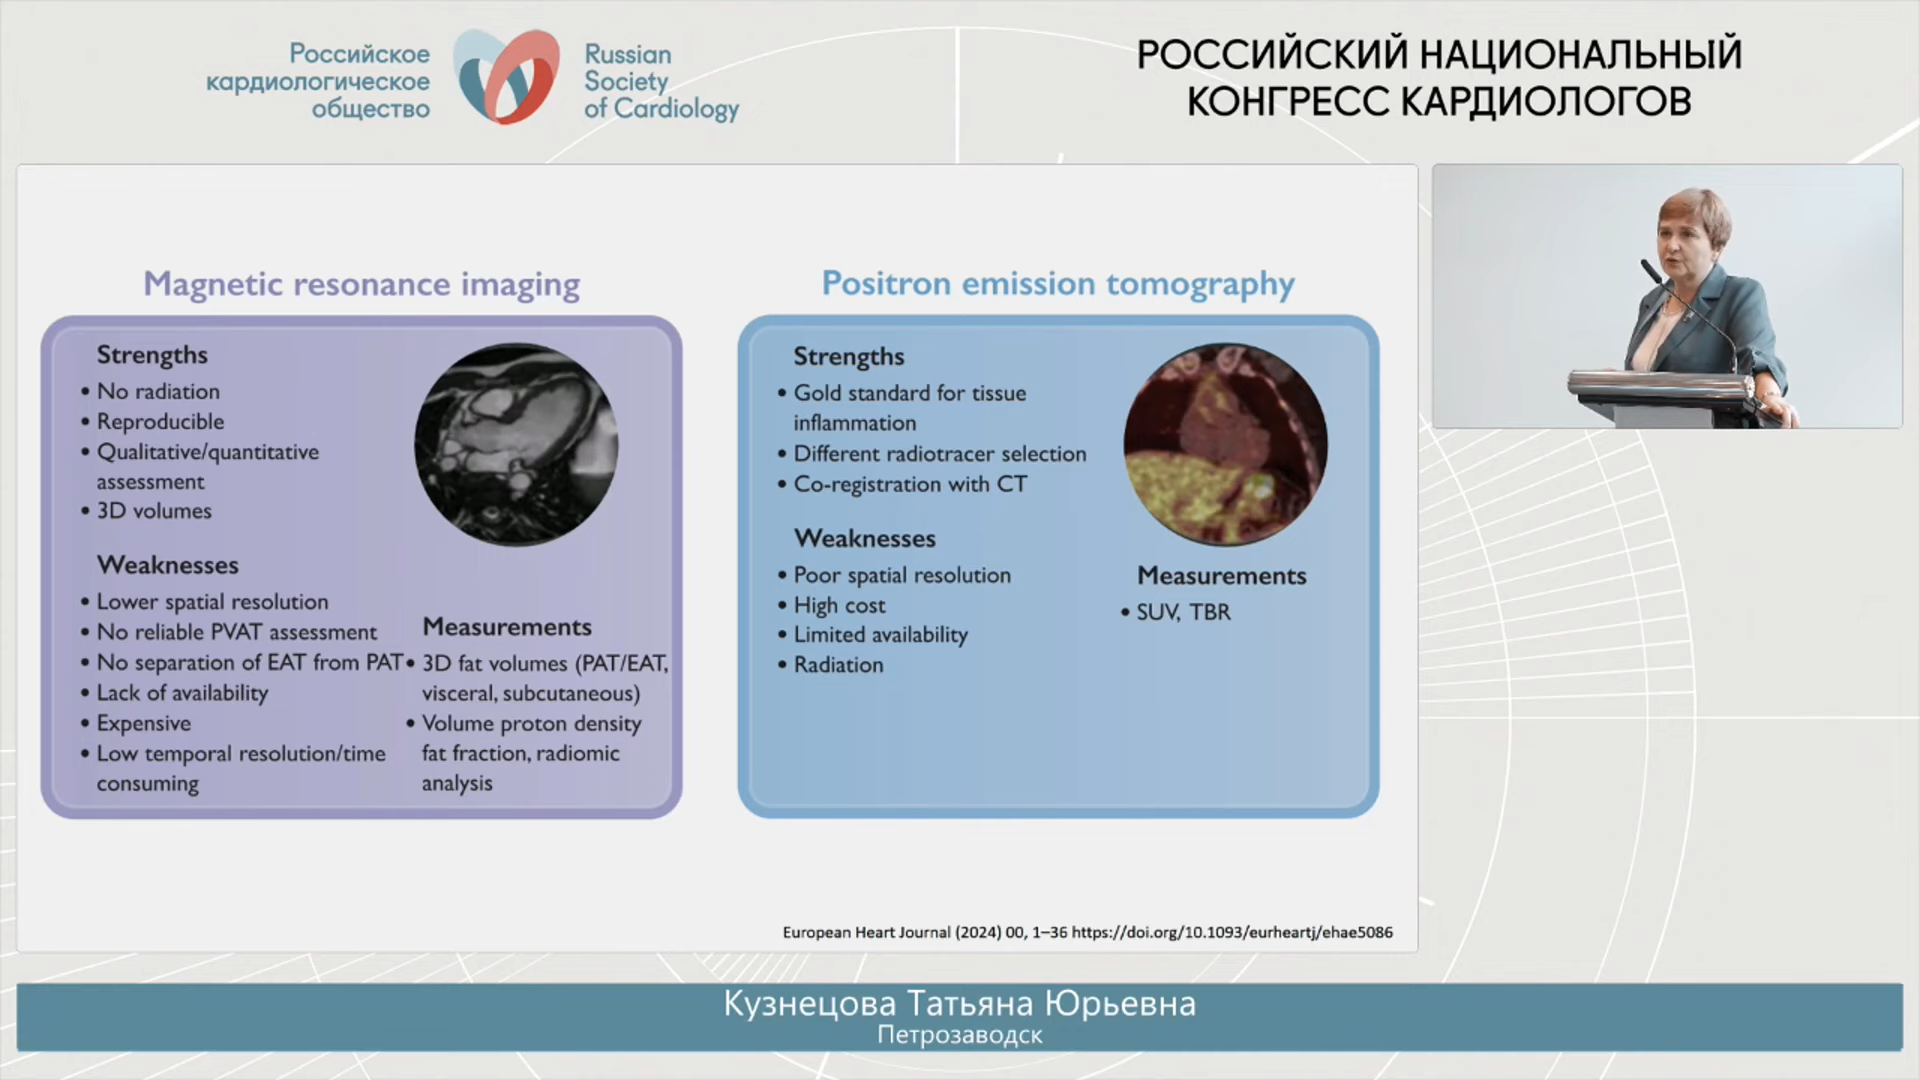 Российское
кардиологическое
общество
Russian
Society
of Cardiology
РОССИЙСКИЙ НАЦИОНАЛЬНЫЙ
КОНГРЕСС КАРДИОЛОГОВ
Magnetic resonance imaging
Strengths
• No radiation
• Reproducible
• Qualitative/quantitative
assessment
• 3D volumes
Weaknesses
• Lower spatial resolution
• No reliable PVAT assessment
• No separation of EAT from PAT
• Lack of availability
• Expensive
• Low temporal resolution/time
consuming
Measurements
• 3D fat volumes (PAT/EAT,
visceral, subcutaneous)
• Volume proton density
fat fraction, radiomic
analysis
Positron emission tomography
Strengths
• Gold standard for tissue
inflammation
• Different radiotracer selection
• Co-registration with CT
Weaknesses
• Poor spatial resolution
• High cost
• Limited availability
• Radiation
Measurements
• SUV, TBR
European Heart Journal (2024) 00, 1–36 https://doi.org/10.1093/eurheartj/ehae5086
Кузнецова Татьяна Юрьевна
Петрозаводск